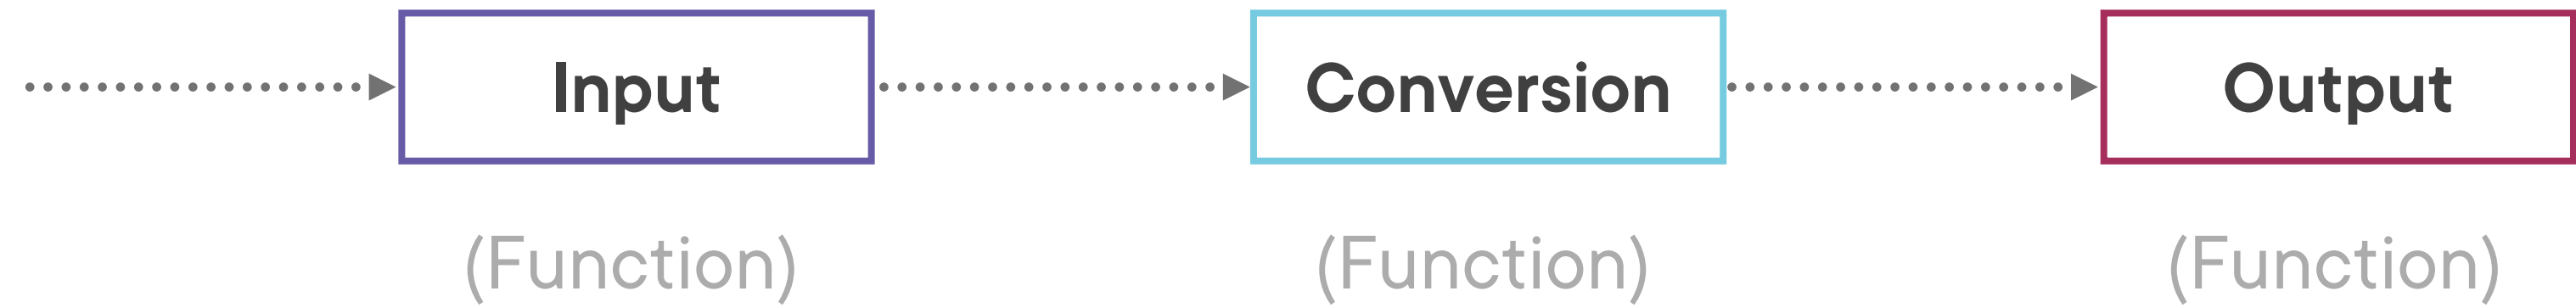 Input
Conversion
Output
(Function)
(Function)
(Function)